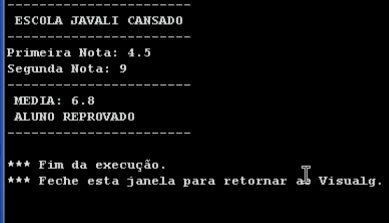 -----------------------
ESCOLA JAVALI CANSADO
-----------------------
Primeira Nota: 4.5
Segunda Nota: 9
-----------------------
MEDIA: 6.8
ALUNO REPROVADO
-----------------------
*** Fim da execução.
*** Feche esta janela para retornar ao Visualg.